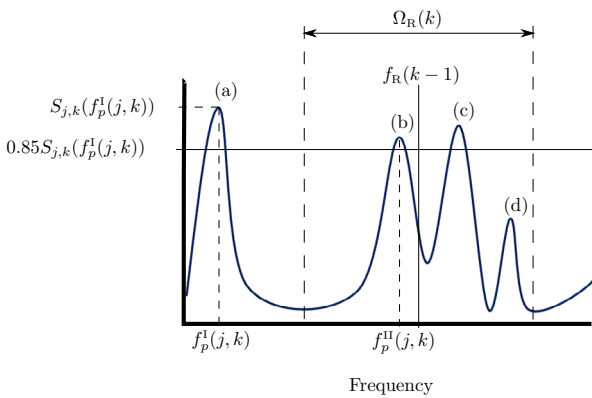 Ω_R(k)
f_R(k−1)
(a)
S_{j,k}(f_p^I(j,k))
(c)
(b)
0.85S_{j,k}(f_p^I(j,k))
(d)
f_p^I(j,k)
f_p^II(j,k)
Frequency